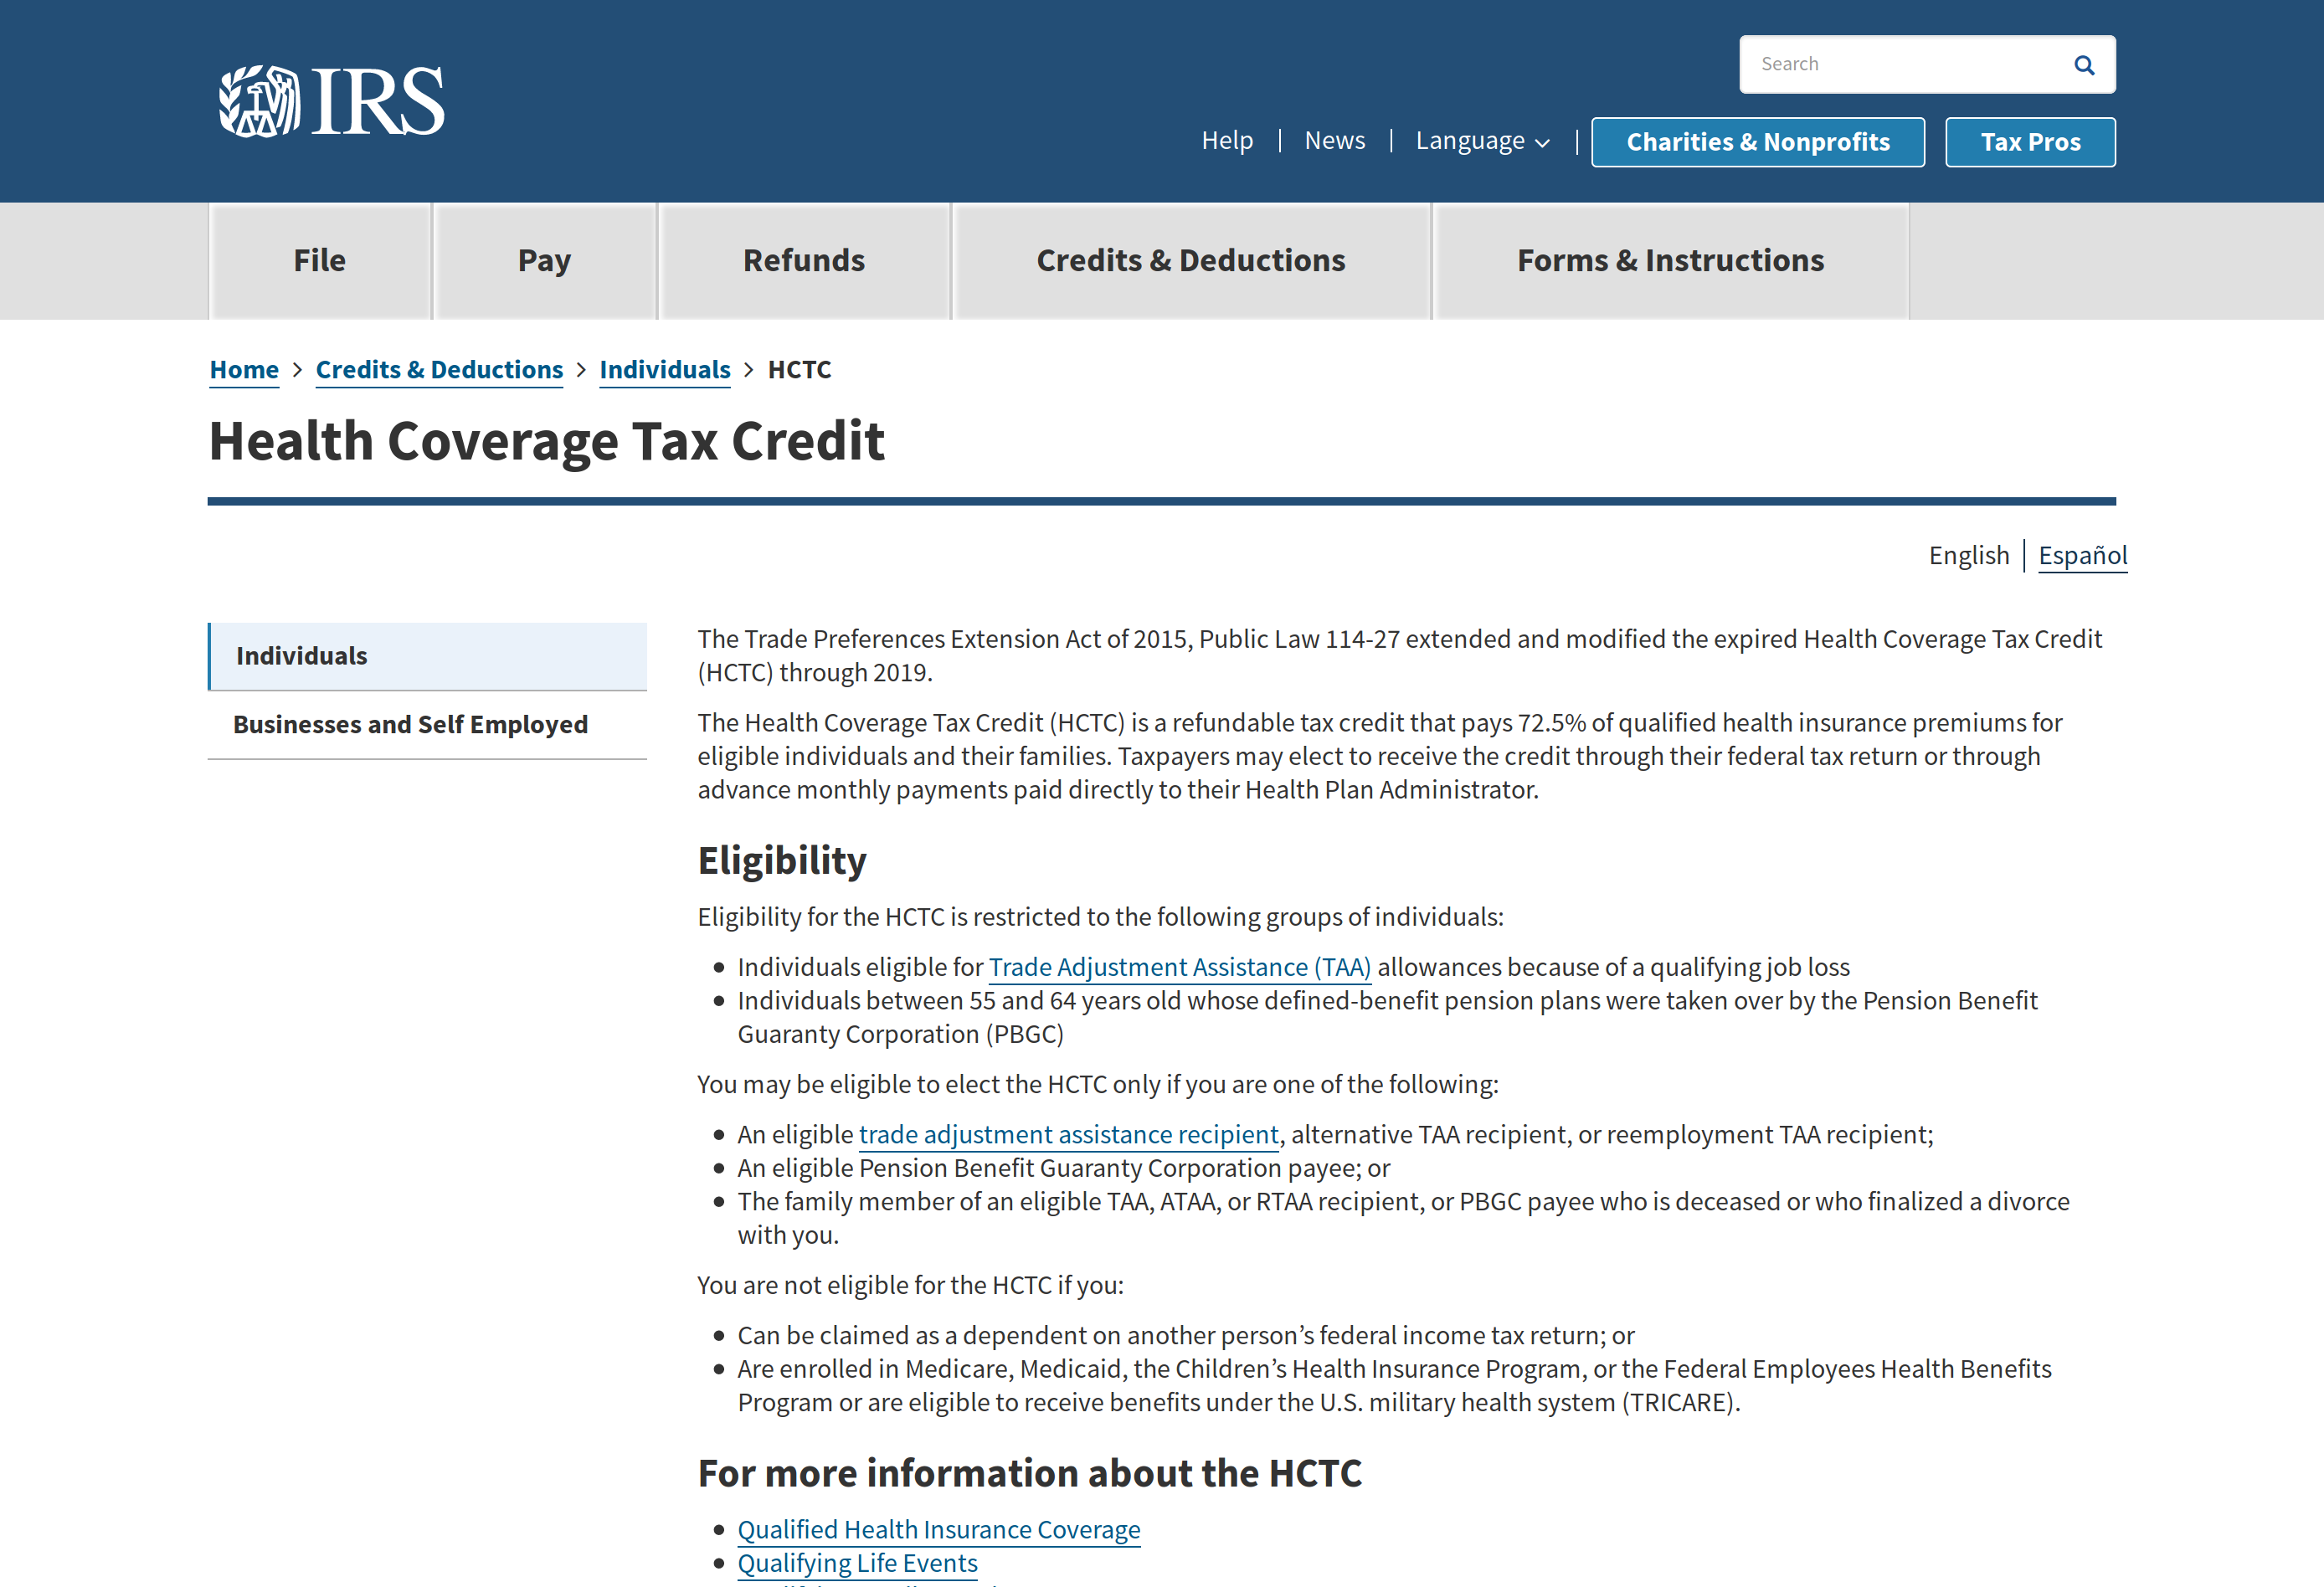 IRS
Search
Help
News
Language
Charities & Nonprofits
Tax Pros
File
Pay
Refunds
Credits & Deductions
Forms & Instructions
Home > Credits & Deductions > Individuals > HCTC
Health Coverage Tax Credit
English | Español
Individuals
Businesses and Self Employed
The Trade Preferences Extension Act of 2015, Public Law 114-27 extended and modified the expired Health Coverage Tax Credit
(HCTC) through 2019.
The Health Coverage Tax Credit (HCTC) is a refundable tax credit that pays 72.5% of qualified health insurance premiums for
eligible individuals and their families. Taxpayers may elect to receive the credit through their federal tax return or through
advance monthly payments paid directly to their Health Plan Administrator.
Eligibility
Eligibility for the HCTC is restricted to the following groups of individuals:
• Individuals eligible for Trade Adjustment Assistance (TAA) allowances because of a qualifying job loss
• Individuals between 55 and 64 years old whose defined-benefit pension plans were taken over by the Pension Benefit
Guaranty Corporation (PBGC)
You may be eligible to elect the HCTC only if you are one of the following:
• An eligible trade adjustment assistance recipient, alternative TAA recipient, or reemployment TAA recipient;
• An eligible Pension Benefit Guaranty Corporation payee; or
• The family member of an eligible TAA, ATAA, or RTAA recipient, or PBGC payee who is deceased or who finalized a divorce
with you.
You are not eligible for the HCTC if you:
• Can be claimed as a dependent on another person’s federal income tax return; or
• Are enrolled in Medicare, Medicaid, the Children’s Health Insurance Program, or the Federal Employees Health Benefits
Program or are eligible to receive benefits under the U.S. military health system (TRICARE).
For more information about the HCTC
• Qualified Health Insurance Coverage
• Qualifying Life Events